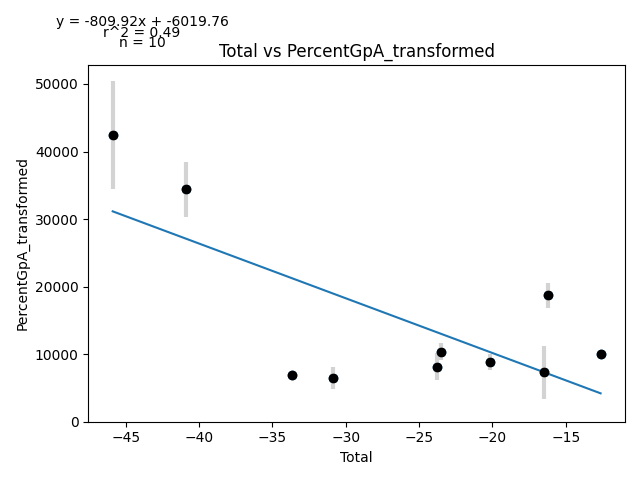 y = -809.92x + -6019.76
r^2 = 0.49
n = 10
Total vs PercentGpA_transformed
PercentGpA_transformed
50000
40000
30000
20000
10000
0
−45
−40
−35
−30
−25
−20
−15
Total